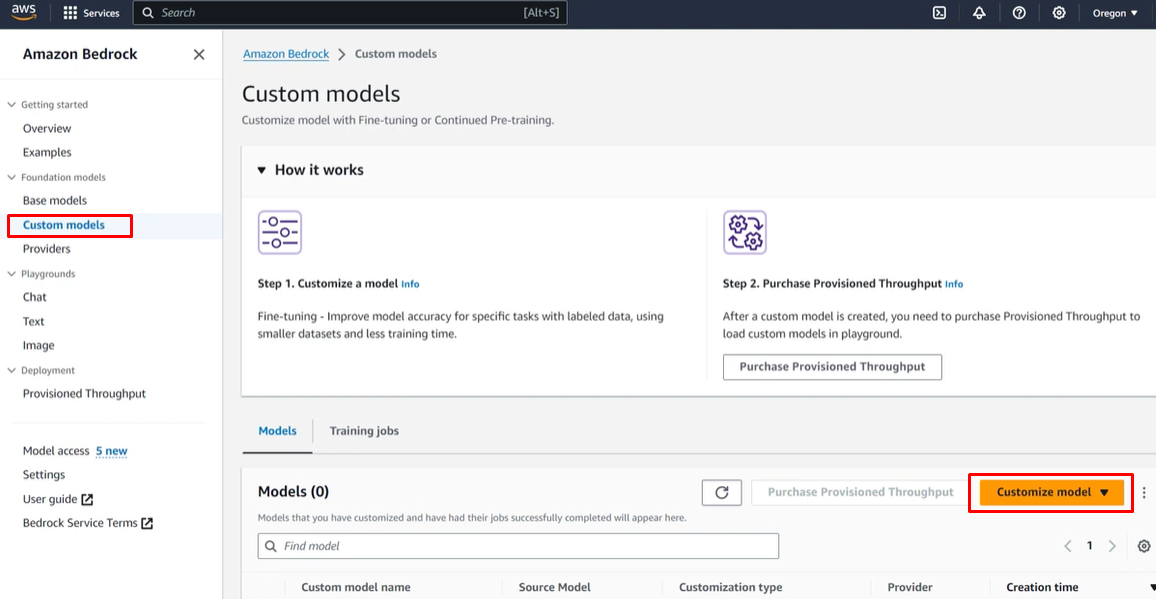 aws
Services
Search
[Alt+S]
Oregon
Amazon Bedrock
Getting started
Overview
Examples
Foundation models
Base models
Custom models
Providers
Playgrounds
Chat
Text
Image
Deployment
Provisioned Throughput
Model access 5 new
Settings
User guide
Bedrock Service Terms
Amazon Bedrock
Custom models
Custom models
Customize model with Fine-tuning or Continued Pre-training.
How it works
Step 1. Customize a model Info
Fine-tuning - Improve model accuracy for specific tasks with labeled data, using
smaller datasets and less training time.
Step 2. Purchase Provisioned Throughput Info
After a custom model is created, you need to purchase Provisioned Throughput to
load custom models in playground.
Purchase Provisioned Throughput
Models
Training jobs
Models (0)
Purchase Provisioned Throughput
Customize model
Models that you have customized and have had their jobs successfully completed will appear here.
Find model
1
Custom model name
Source Model
Customization type
Provider
Creation time